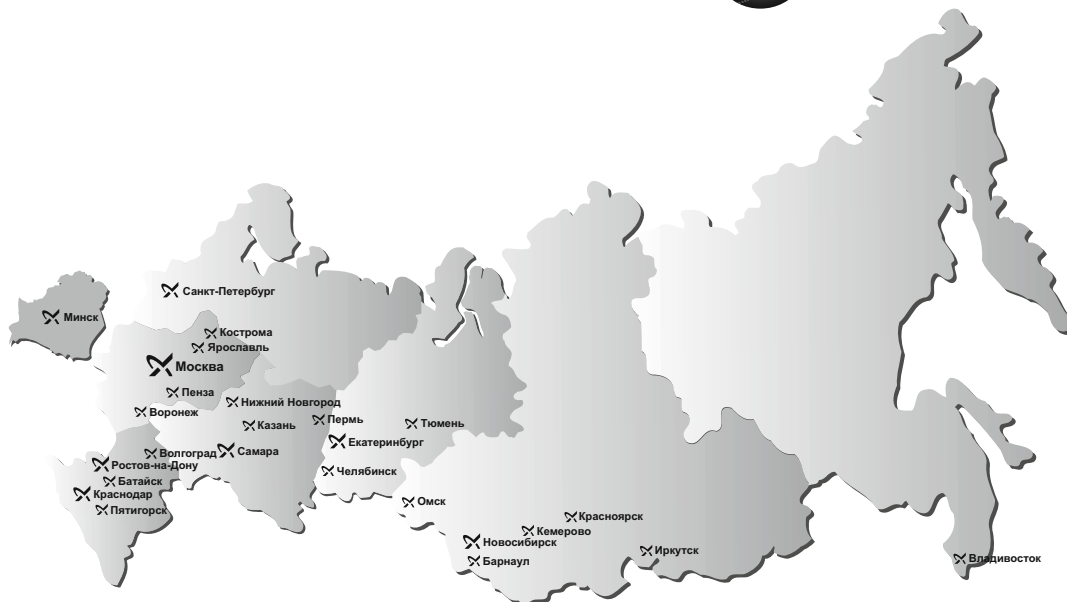 Санкт-Петербург
Минск
Кострома
Ярославль
Москва
Пенза
Нижний Новгород
Воронеж
Пермь
Казань
Тюмень
Екатеринбург
Волгоград
Самара
Ростов-на-Дону
Челябинск
Батайск
Краснодар
Омск
Пятигорск
Красноярск
Кемерово
Новосибирск
Иркутск
Барнаул
Владивосток